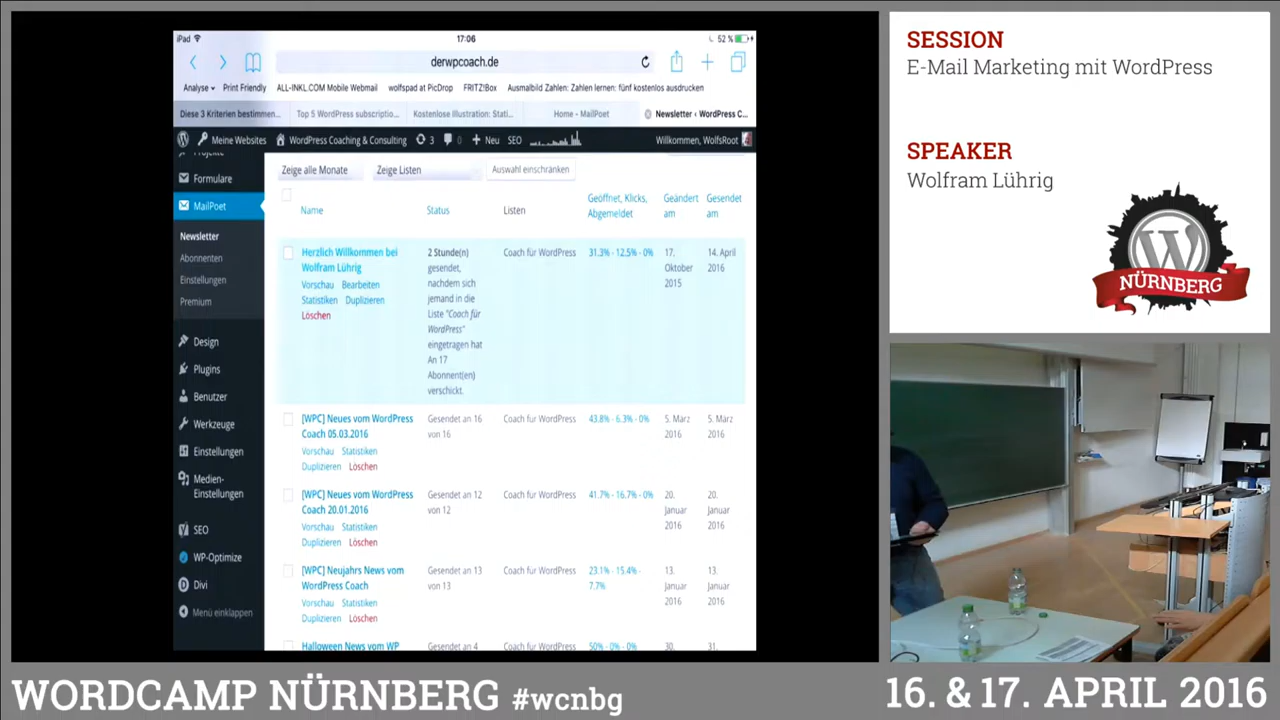 iPad
17:06
52 %
derwpcoach.de
Analyse
Print Friendly
ALL-INKL.COM Mobile Webmail
wolfspad at PicDrop
FRITZ!Box
Ausmalbild Zahlen: Zahlen lernen: fünf kostenlos ausdrucken
Diese 3 Kriterien bestimmen...
Top 5 WordPress subscriptio...
Kostenlose Illustration: Stati...
Home - MailPoet
Newsletter ‹ WordPress C...
Meine Websites
WordPress Coaching & Consulting
3
0
Neu
SEO
Willkommen, WolfsRoot
Formulare
MailPoet
Newsletter
Abonnenten
Einstellungen
Premium
Design
Plugins
Benutzer
Werkzeuge
Einstellungen
Medien-
Einstellungen
SEO
WP-Optimize
Divi
Menü einklappen
Zeige alle Monate
Zeige Listen
Auswahl einschränken
Name
Status
Listen
Geöffnet, Klicks,
Abgemeldet
Geändert
am
Gesendet
am
Herzlich Willkommen bei
Wolfram Lührig
Vorschau Bearbeiten
Statistiken Duplizieren
Löschen
2 Stunde(n)
gesendet,
nachdem sich
jemand in die
Liste "Coach für
WordPress"
eingetragen hat
An 17
Abonnent(en)
verschickt.
Coach für WordPress
31.3% - 12.5% - 0%
17.
Oktober
2015
14. April
2016
[WPC] Neues vom WordPress
Coach 05.03.2016
Vorschau Statistiken
Duplizieren Löschen
Gesendet an 16
von 16
Coach für WordPress
43.8% - 6.3% - 0%
5. März
2016
5. März
2016
[WPC] Neues vom WordPress
Coach 20.01.2016
Vorschau Statistiken
Duplizieren Löschen
Gesendet an 12
von 12
Coach für WordPress
41.7% - 16.7% - 0%
20.
Januar
2016
20.
Januar
2016
[WPC] Neujahrs News vom
WordPress Coach
Vorschau Statistiken
Duplizieren Löschen
Gesendet an 13
von 13
Coach für WordPress
23.1% - 15.4% -
7.7%
13.
Januar
2016
13.
Januar
2016
Halloween News vom WP
Gesendet an 4
Coach für WordPress
50% - 0% - 0%
30.
31.
SESSION
E-Mail Marketing mit WordPress
SPEAKER
Wolfram Lührig
NÜRNBERG
WORDCAMP NÜRNBERG #wcnbg
16. & 17. APRIL 2016